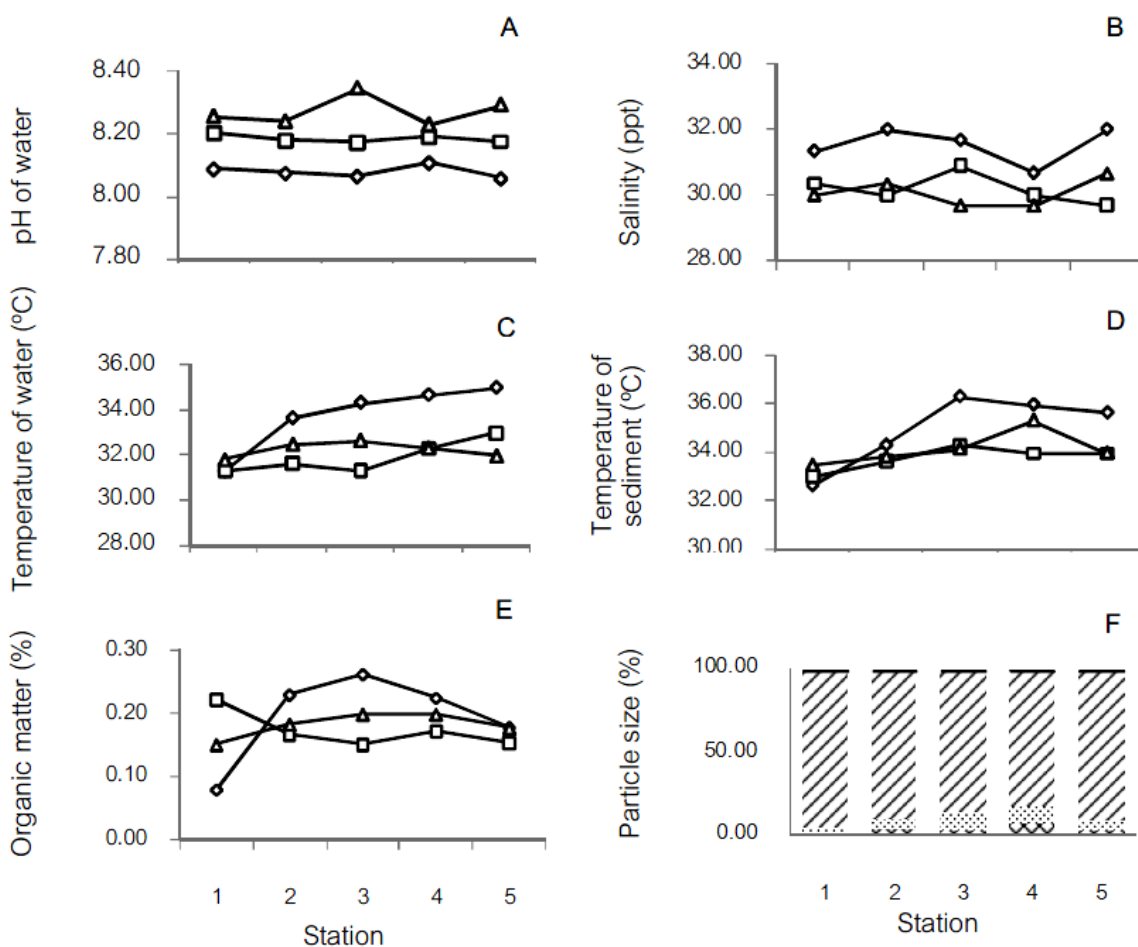 A
8.40
8.20
8.00
7.80
pH of water
B
34.00
32.00
30.00
28.00
Salinity (ppt)
C
36.00
34.00
32.00
30.00
28.00
Temperature of water (ºC)
D
38.00
36.00
34.00
32.00
30.00
Temperature of
sediment (ºC)
E
0.30
0.20
0.10
0.00
Organic matter (%)
1 2 3 4 5
Station
F
100.00
50.00
0.00
Particle size (%)
1 2 3 4 5
Station